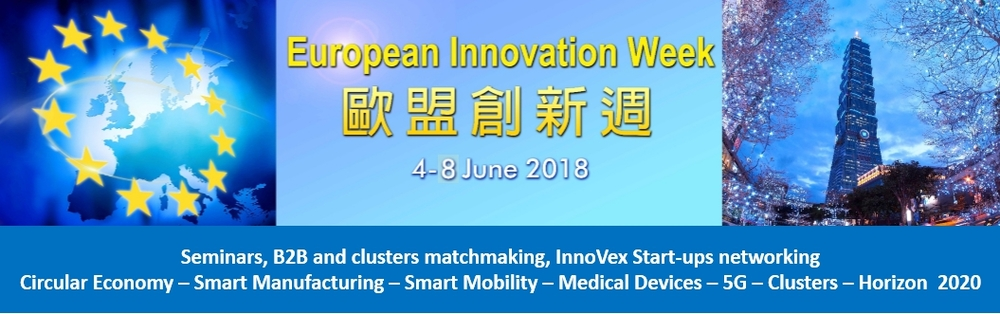 European Innovation Week
歐盟創新週
4-8 June 2018
Seminars, B2B and clusters matchmaking, InnoVex Start-ups networking
Circular Economy – Smart Manufacturing – Smart Mobility – Medical Devices – 5G – Clusters – Horizon  2020